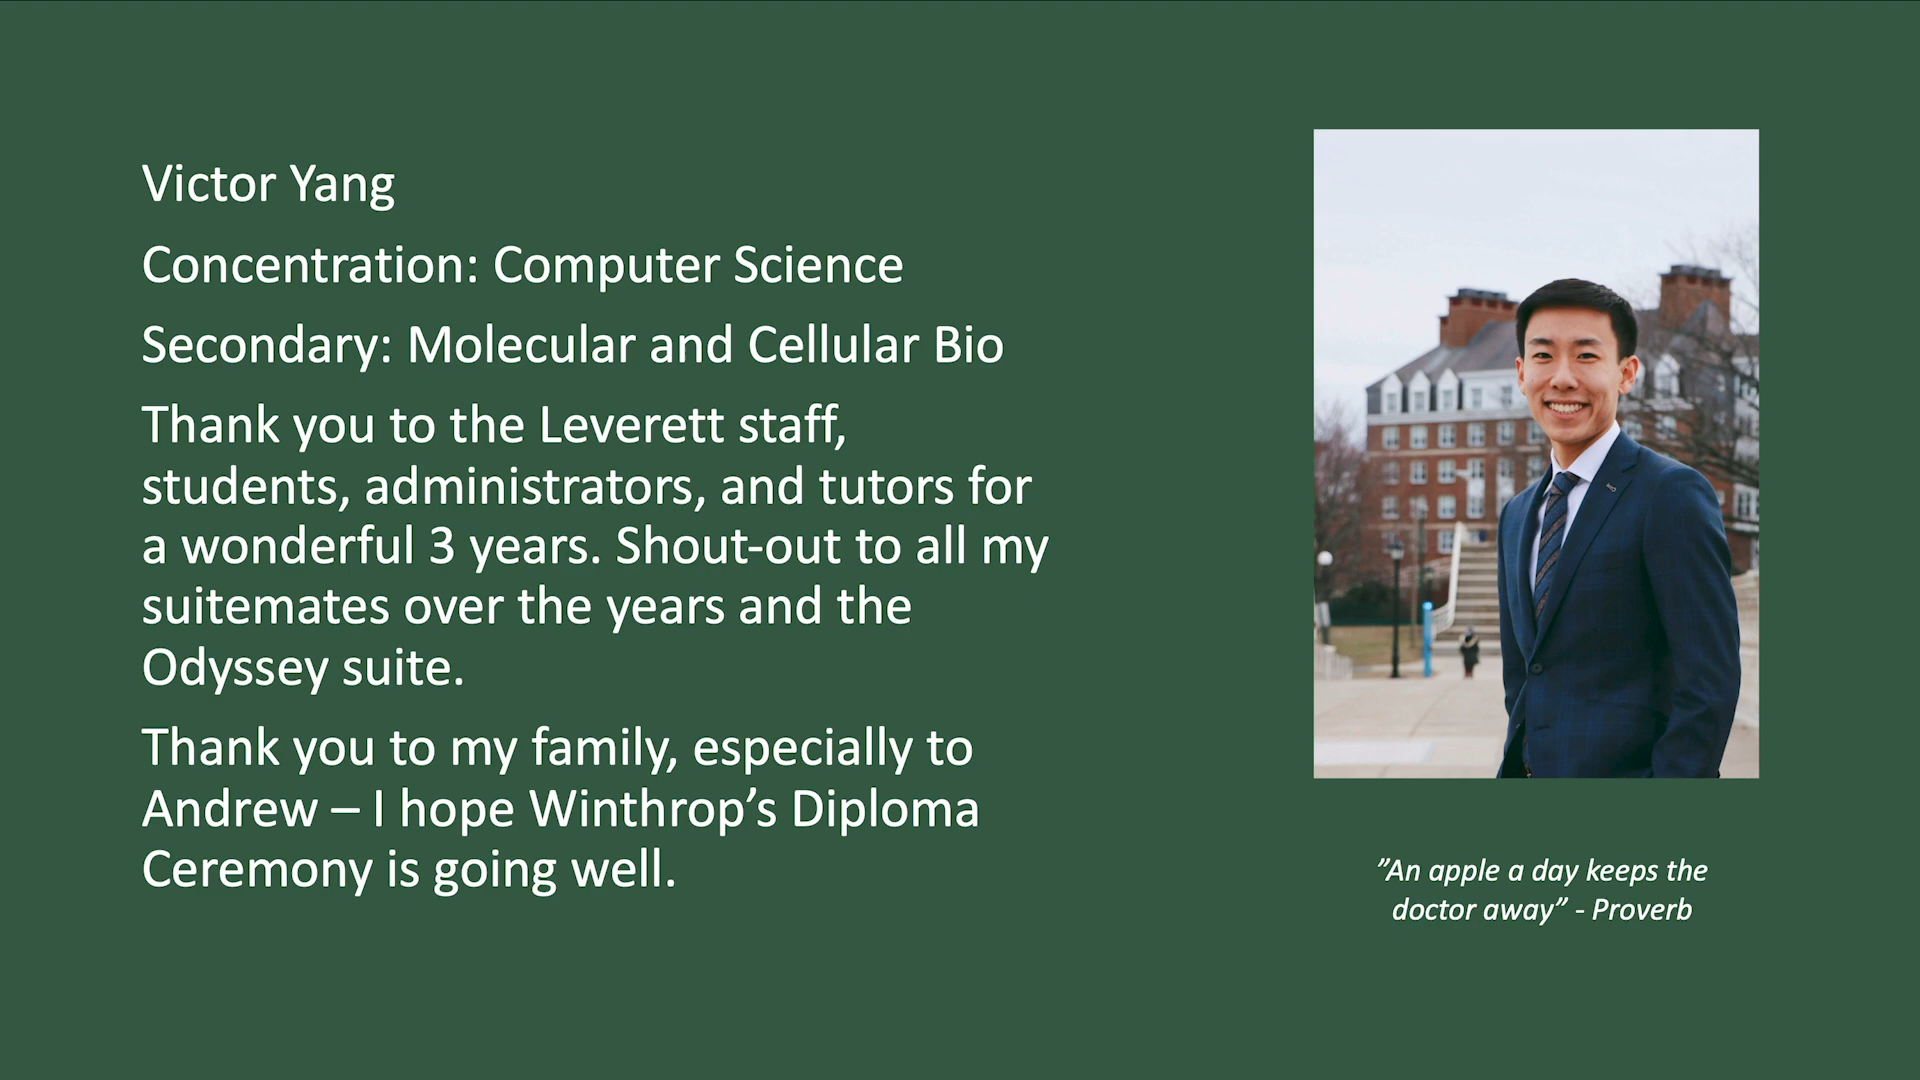 Victor Yang
Concentration: Computer Science
Secondary: Molecular and Cellular Bio
Thank you to the Leverett staff,
students, administrators, and tutors for
a wonderful 3 years. Shout-out to all my
suitemates over the years and the
Odyssey suite.
Thank you to my family, especially to
Andrew – I hope Winthrop’s Diploma
Ceremony is going well.
”An apple a day keeps the
doctor away” - Proverb